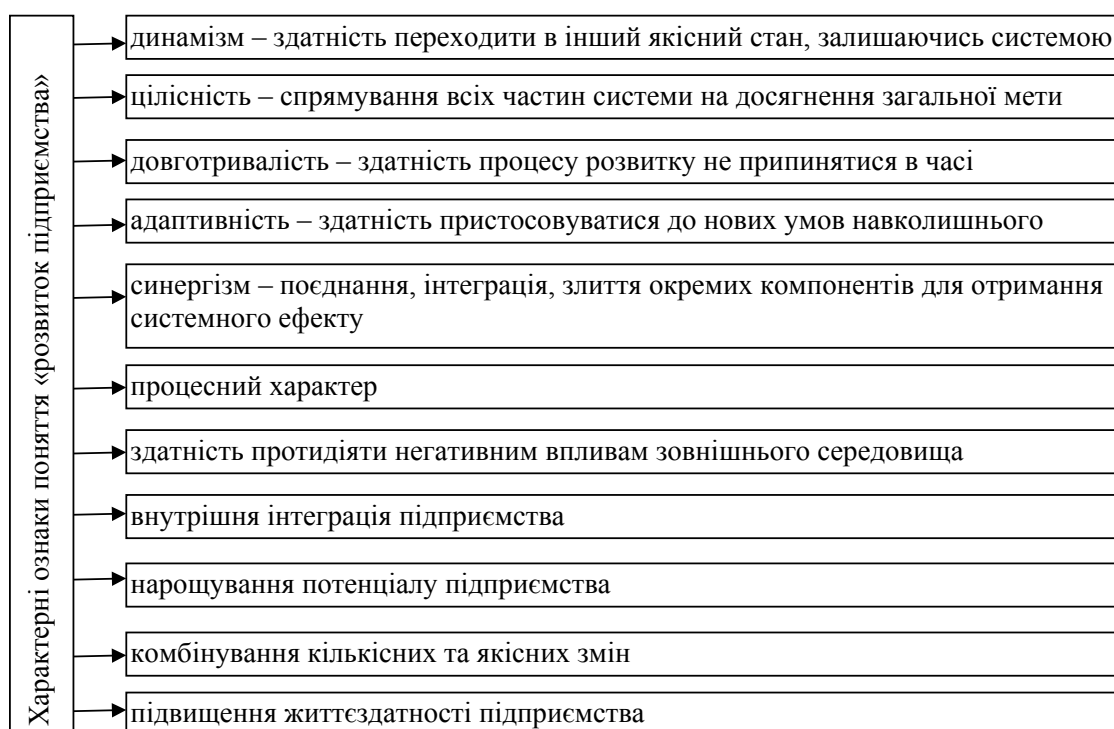 Характерні ознаки поняття «розвиток підприємства»
динамізм – здатність переходити в інший якісний стан, залишаючись системою
цілісність – спрямування всіх частин системи на досягнення загальної мети
довготривалість – здатність процесу розвитку не припинятися в часі
адаптивність – здатність пристосовуватися до нових умов навколишнього
синергізм – поєднання, інтеграція, злиття окремих компонентів для отримання
системного ефекту
процесний характер
здатність протидіяти негативним впливам зовнішнього середовища
внутрішня інтеграція підприємства
нарощування потенціалу підприємства
комбінування кількісних та якісних змін
підвищення життєздатності підприємства